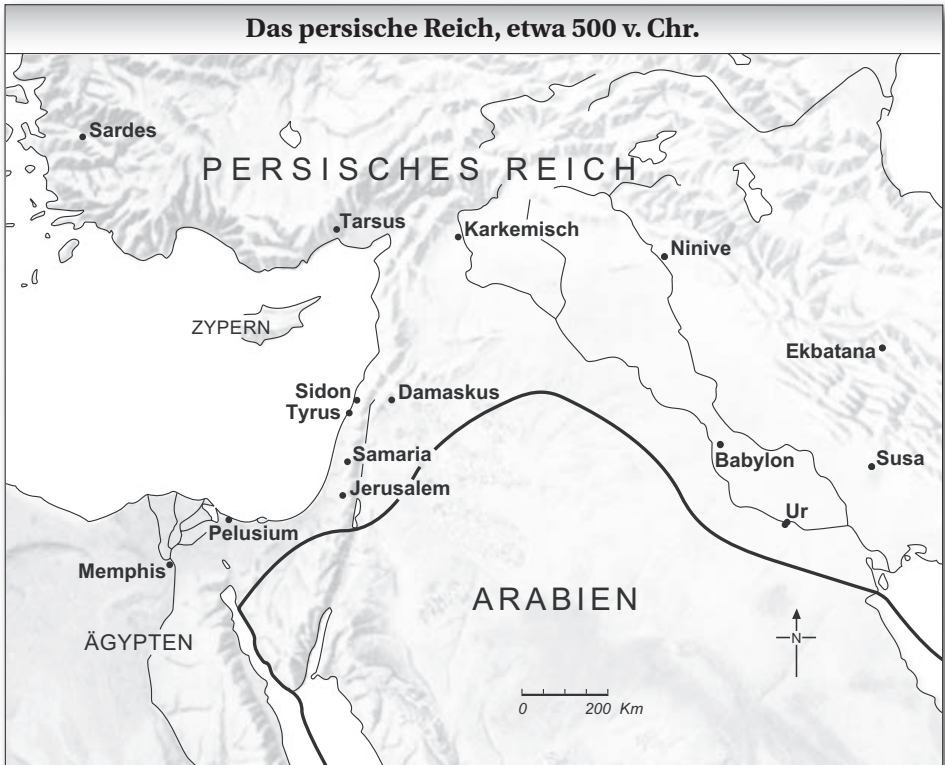 Das persische Reich, etwa 500 v. Chr.
Sardes
PERSISCHES REICH
Tarsus
Karkemisch
Ninive
ZYPERN
Ekbatana
Sidon
Damaskus
Tyrus
Samaria
Babylon
Susa
Jerusalem
Ur
Pelusium
Memphis
ARABIEN
ÄGYPTEN
N
0 200 Km